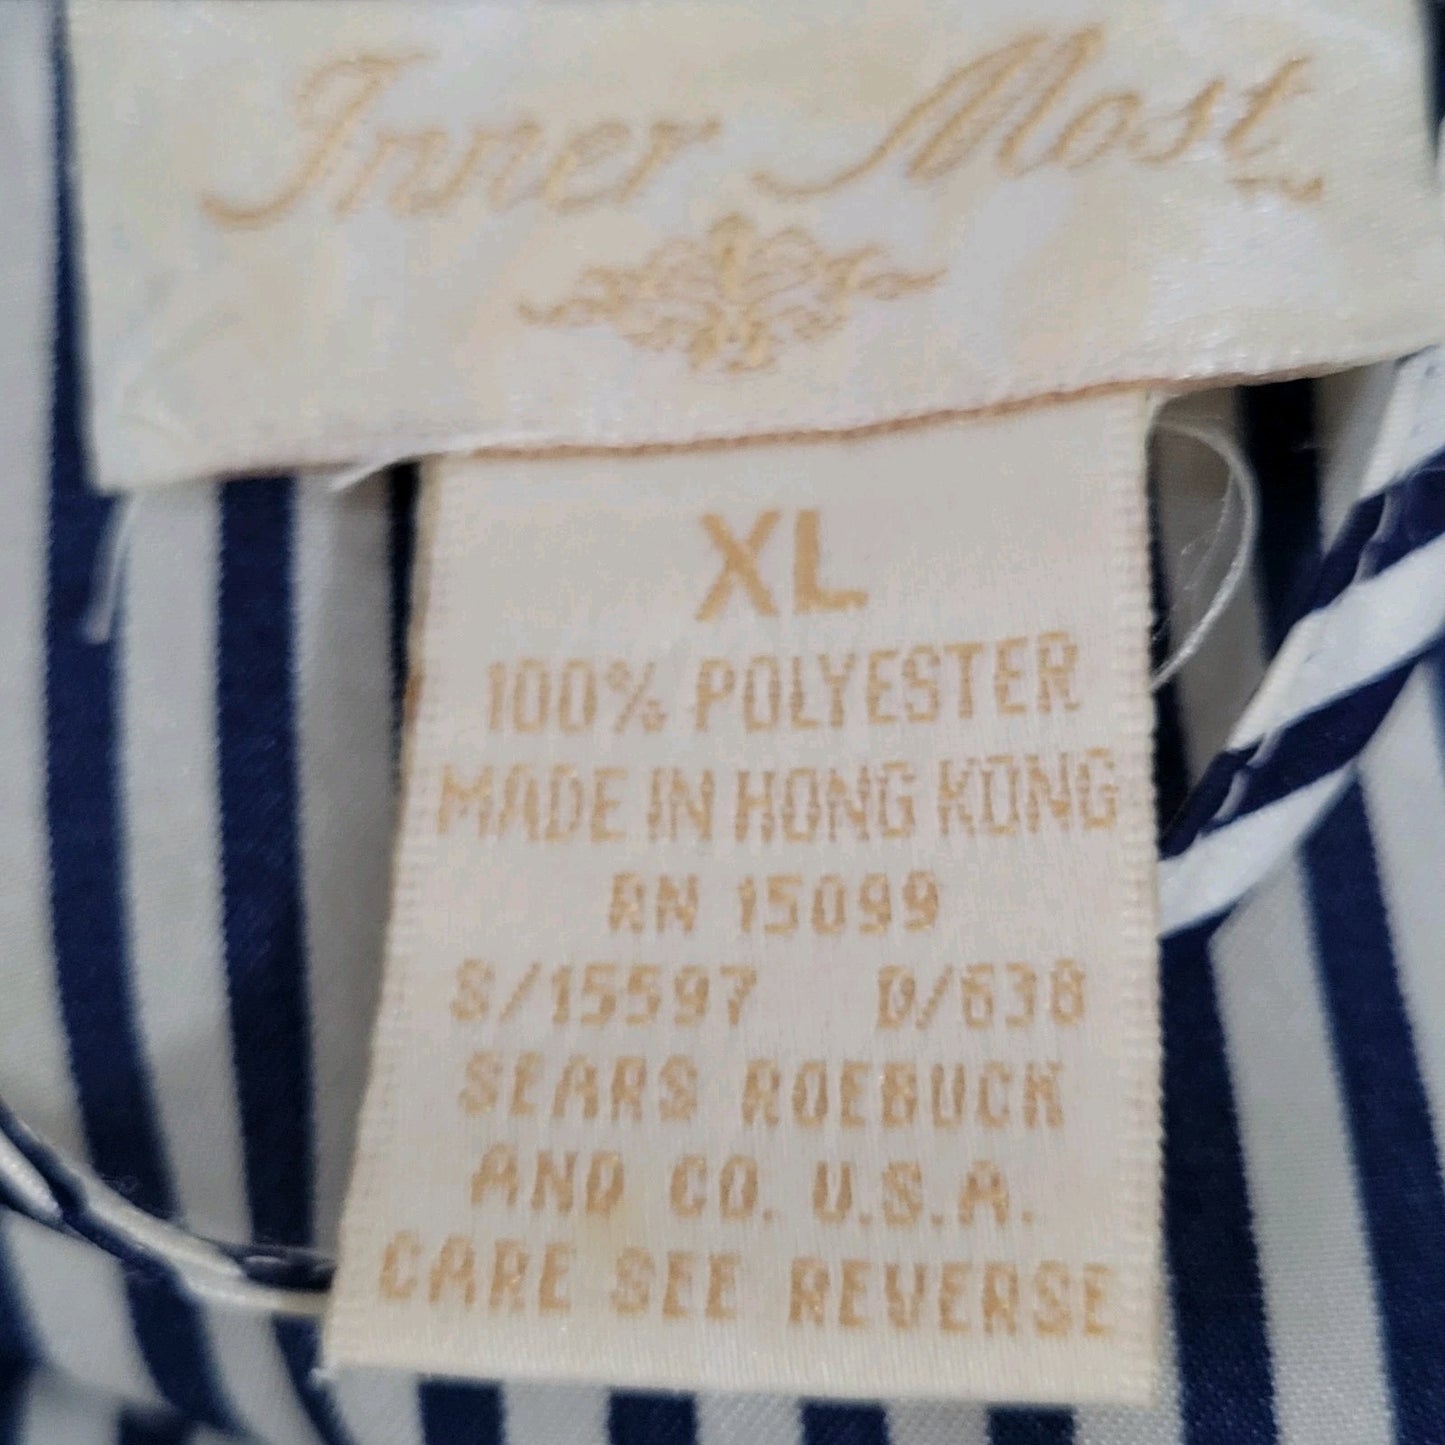 Inner Most™
XL
100% POLYESTER
MADE IN HONG KONG
RN 15099
S/15597 D/638
SEARS ROEBUCK
AND CO. U.S.A.
CARE SEE REVERSE